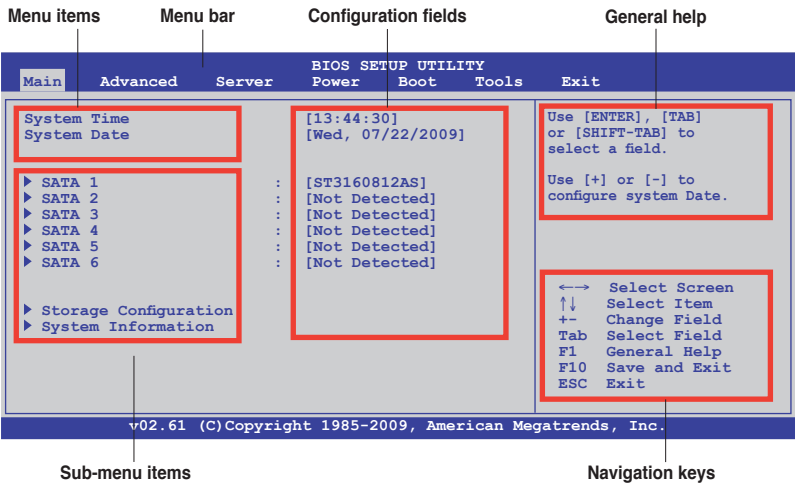 Menu items Menu bar Configuration fields General help
BIOS SETUP UTILITY
Main Advanced Server Power Boot Tools Exit
System Time [13:44:30]
System Date [Wed, 07/22/2009]
SATA 1 : [ST3160812AS]
SATA 2 : [Not Detected]
SATA 3 : [Not Detected]
SATA 4 : [Not Detected]
SATA 5 : [Not Detected]
SATA 6 : [Not Detected]
Storage Configuration
System Information
Use [ENTER], [TAB]
or [SHIFT-TAB] to
select a field.
Use [+] or [-] to
configure system Date.
←→ Select Screen
↑↓ Select Item
+- Change Field
Tab Select Field
F1 General Help
F10 Save and Exit
ESC Exit
v02.61 (C)Copyright 1985-2009, American Megatrends, Inc.
Sub-menu items Navigation keys